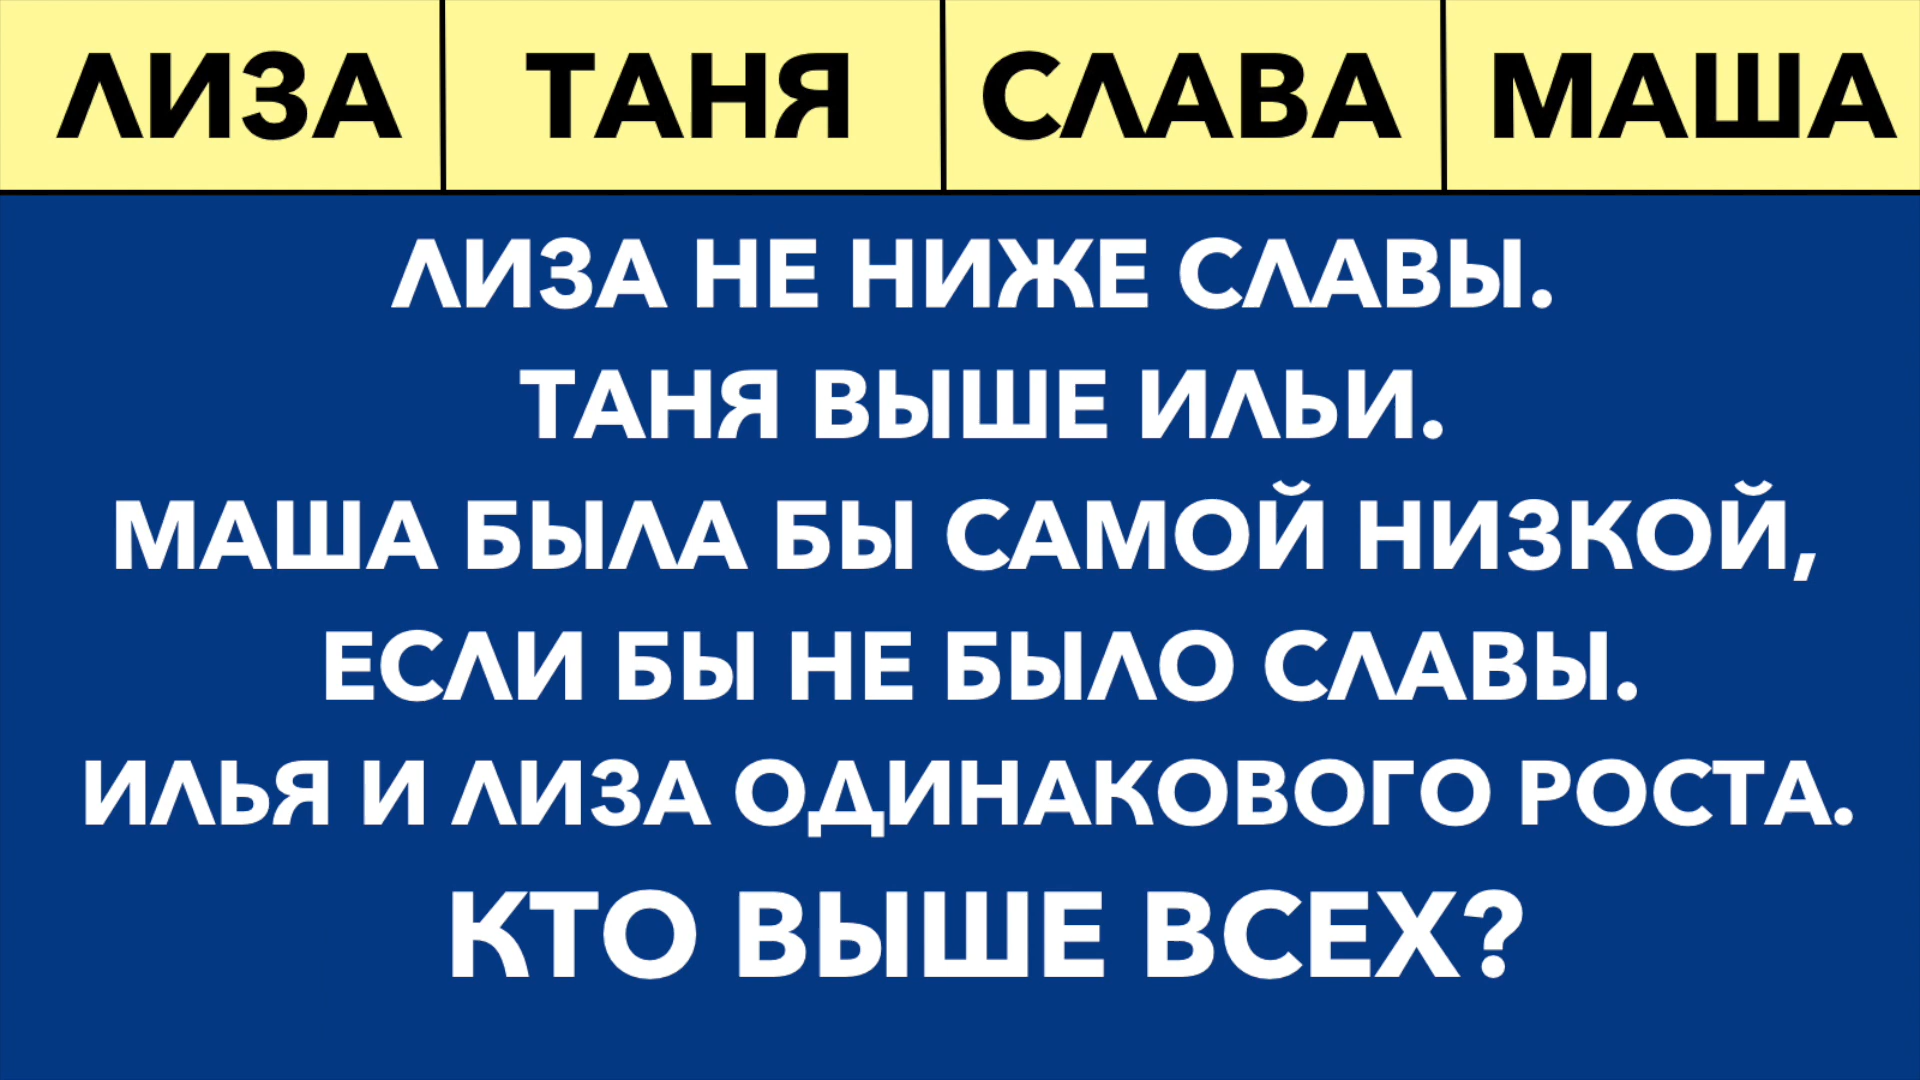 ЛИЗА ТАНЯ СЛАВА МАША
ЛИЗА НЕ НИЖЕ СЛАВЫ.
ТАНЯ ВЫШЕ ИЛЬИ.
МАША БЫЛА БЫ САМОЙ НИЗКОЙ,
ЕСЛИ БЫ НЕ БЫЛО СЛАВЫ.
ИЛЬЯ И ЛИЗА ОДИНАКОВОГО РОСТА.
КТО ВЫШЕ ВСЕХ?